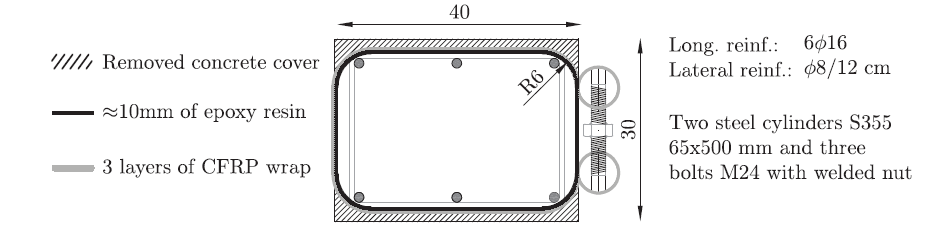 40
Removed concrete cover
≈10mm of epoxy resin
3 layers of CFRP wrap
R6
30
Long. reinf.: 6ϕ16
Lateral reinf.: ϕ8/12 cm
Two steel cylinders S355
65x500 mm and three
bolts M24 with welded nut